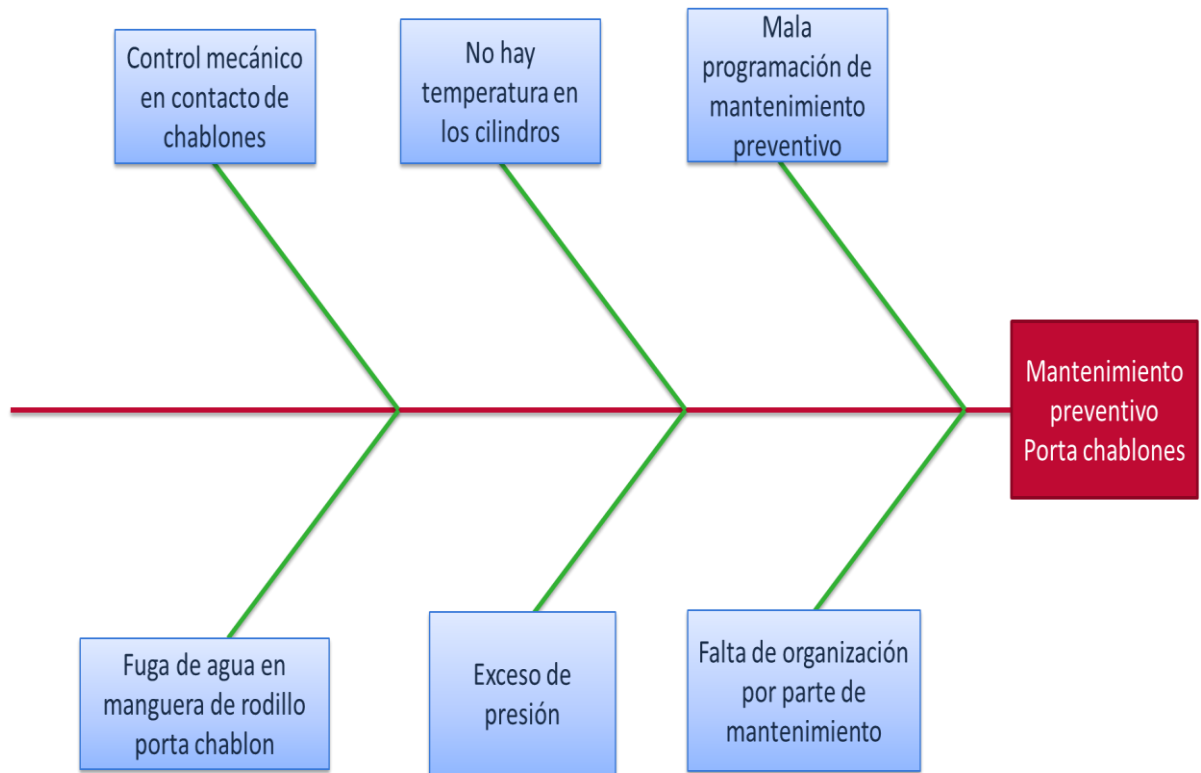 Control mecánico
en contacto de
chablones
No hay
temperatura en
los cilindros
Mala
programación de
mantenimiento
preventivo
Mantenimiento
preventivo
Porta chablones
Fuga de agua en
manguera de rodillo
porta chablon
Exceso de
presión
Falta de organización
por parte de
mantenimiento